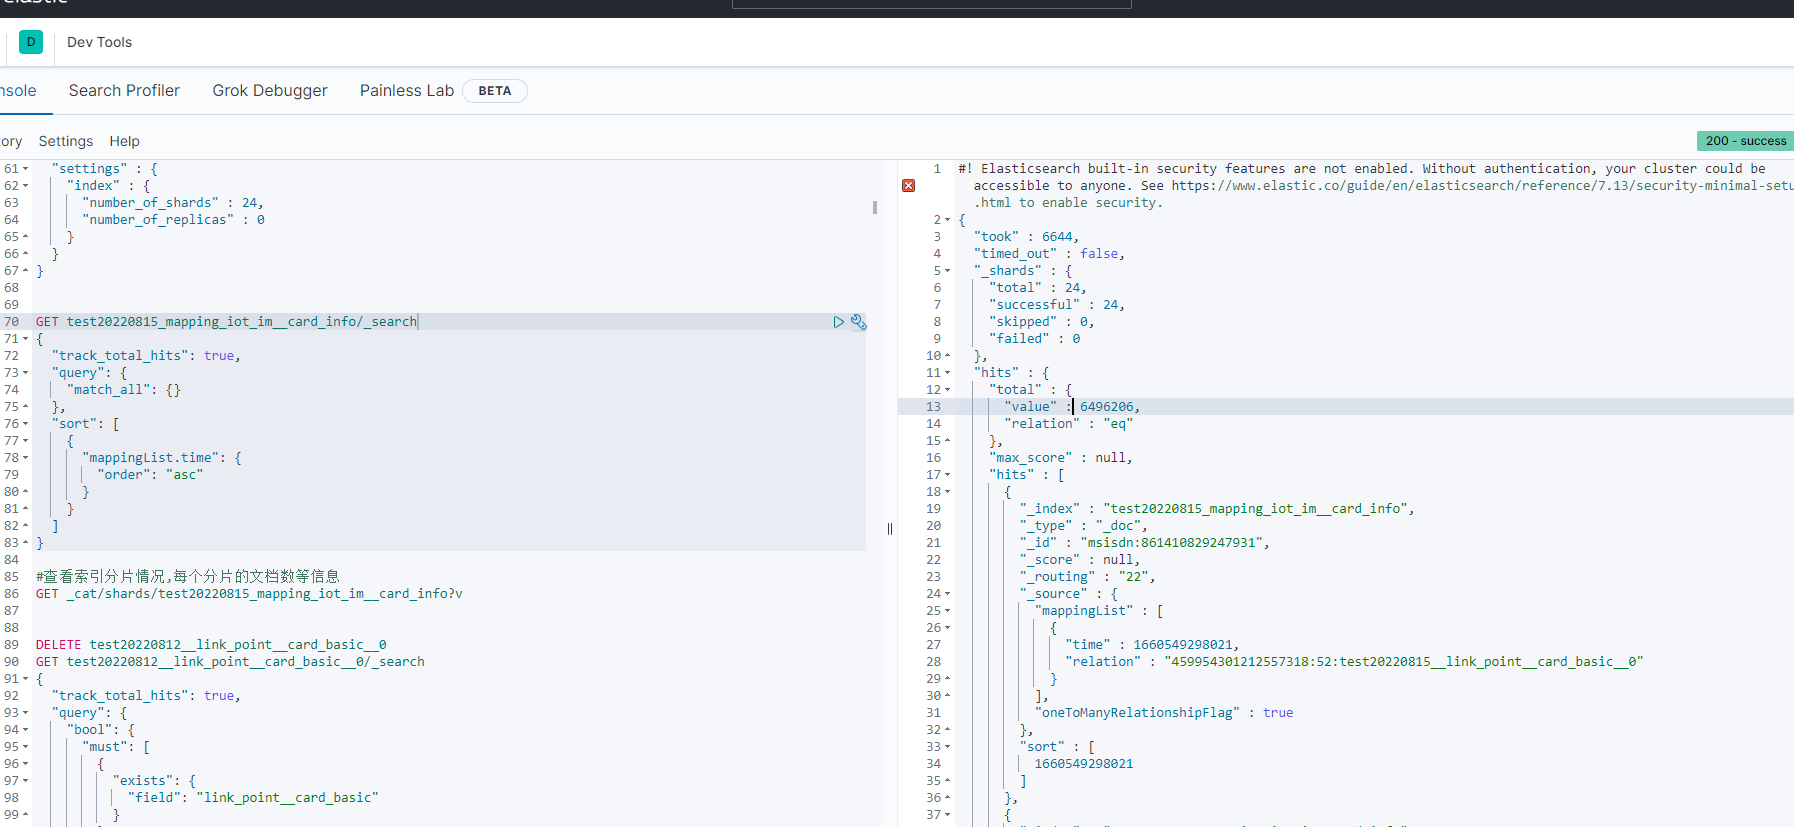 elastic
D
Dev Tools
nsole
Search Profiler
Grok Debugger
Painless Lab
BETA
ory
Settings
Help
200 - success
61 "settings" : {
62 "index" : {
63 "number_of_shards" : 24,
64 "number_of_replicas" : 0
65 }
66 }
67 }
68
69
70 GET test20220815_mapping_iot_im__card_info/_search
71 {
72 "track_total_hits": true,
73 "query": {
74 "match_all": {}
75 },
76 "sort": [
77 {
78 "mappingList.time": {
79 "order": "asc"
80 }
81 }
82 ]
83 }
84
85 #查看索引分片情况,每个分片的文档数等信息
86 GET _cat/shards/test20220815_mapping_iot_im__card_info?v
87
88
89 DELETE test20220812__link_point__card_basic__0
90 GET test20220812__link_point__card_basic__0/_search
91 {
92 "track_total_hits": true,
93 "query": {
94 "bool": {
95 "must": [
96 {
97 "exists": {
98 "field": "link_point__card_basic"
99 }
1 #! Elasticsearch built-in security features are not enabled. Without authentication, your cluster could be
accessible to anyone. See https://www.elastic.co/guide/en/elasticsearch/reference/7.13/security-minimal-setu
.html to enable security.
2 {
3 "took" : 6644,
4 "timed_out" : false,
5 "_shards" : {
6 "total" : 24,
7 "successful" : 24,
8 "skipped" : 0,
9 "failed" : 0
10 },
11 "hits" : {
12 "total" : {
13 "value" : 6496206,
14 "relation" : "eq"
15 },
16 "max_score" : null,
17 "hits" : [
18 {
19 "_index" : "test20220815_mapping_iot_im__card_info",
20 "_type" : "_doc",
21 "_id" : "msisdn:861410829247931",
22 "_score" : null,
23 "_routing" : "22",
24 "_source" : {
25 "mappingList" : [
26 {
27 "time" : 1660549298021,
28 "relation" : "459954301212557318:52:test20220815__link_point__card_basic__0"
29 }
30 ],
31 "oneToManyRelationshipFlag" : true
32 },
33 "sort" : [
34 1660549298021
35 ]
36 },
37 {